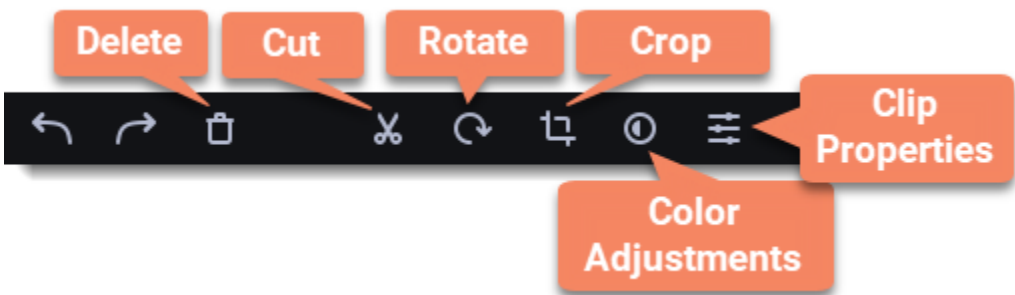 Delete
Cut
Rotate
Crop
Clip
Properties
Color
Adjustments